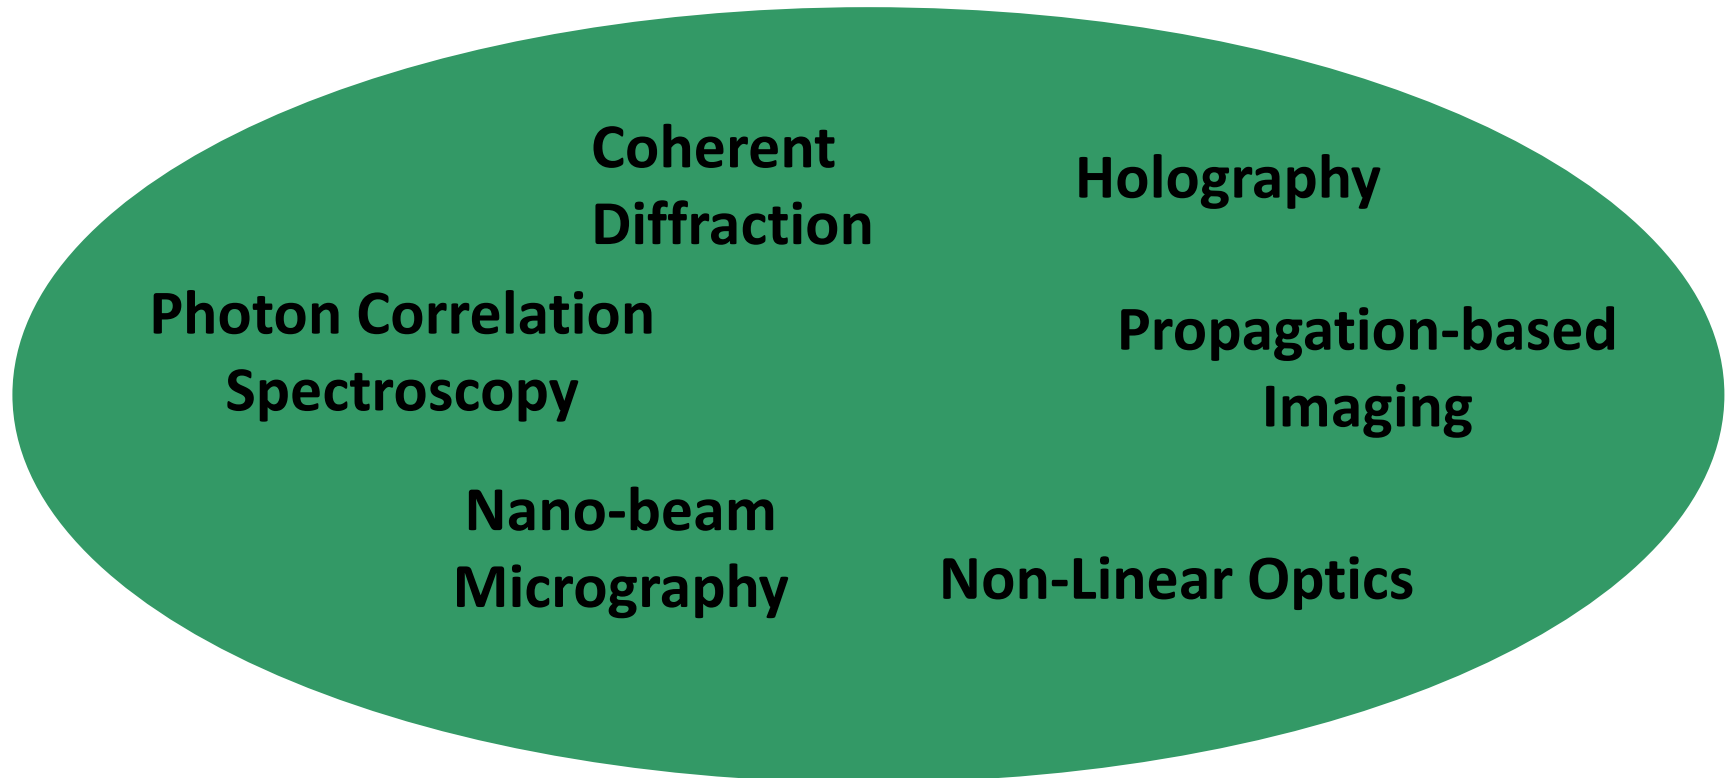 Coherent
Diffraction
Holography
Photon Correlation
Spectroscopy
Propagation-based
Imaging
Nano-beam
Micrography
Non-Linear Optics